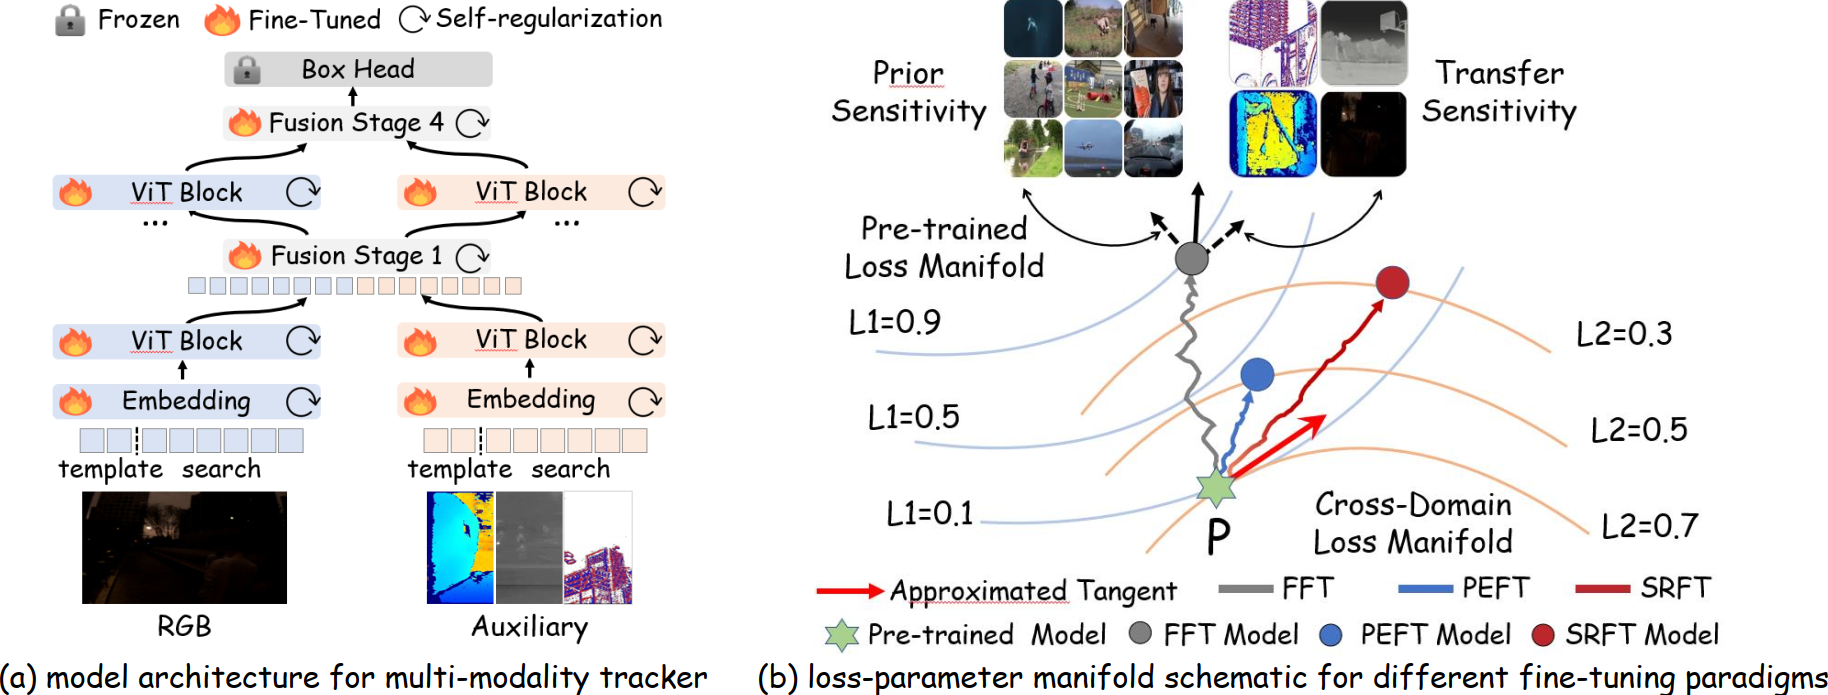 Frozen Fine-Tuned Self-regularization
Box Head
Fusion Stage 4
ViT Block ViT Block
... ...
Fusion Stage 1
ViT Block ViT Block
Embedding Embedding
template search template search
RGB Auxiliary
(a) model architecture for multi-modality tracker
Prior
Sensitivity
Transfer
Sensitivity
Pre-trained
Loss Manifold
L1=0.9
L1=0.5
L1=0.1
L2=0.3
L2=0.5
L2=0.7
P
Cross-Domain
Loss Manifold
Approximated Tangent FFT PEFT SRFT
Pre-trained Model FFT Model PEFT Model SRFT Model
(b) loss-parameter manifold schematic for different fine-tuning paradigms